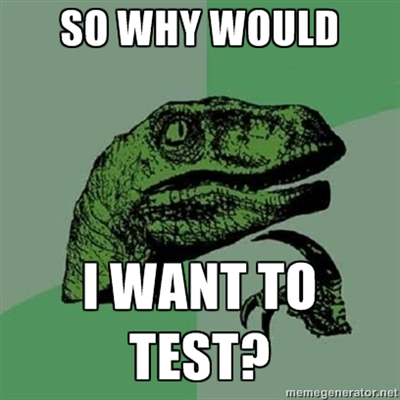 SO WHY WOULD
I WANT TO
TEST?
memegenerator.net